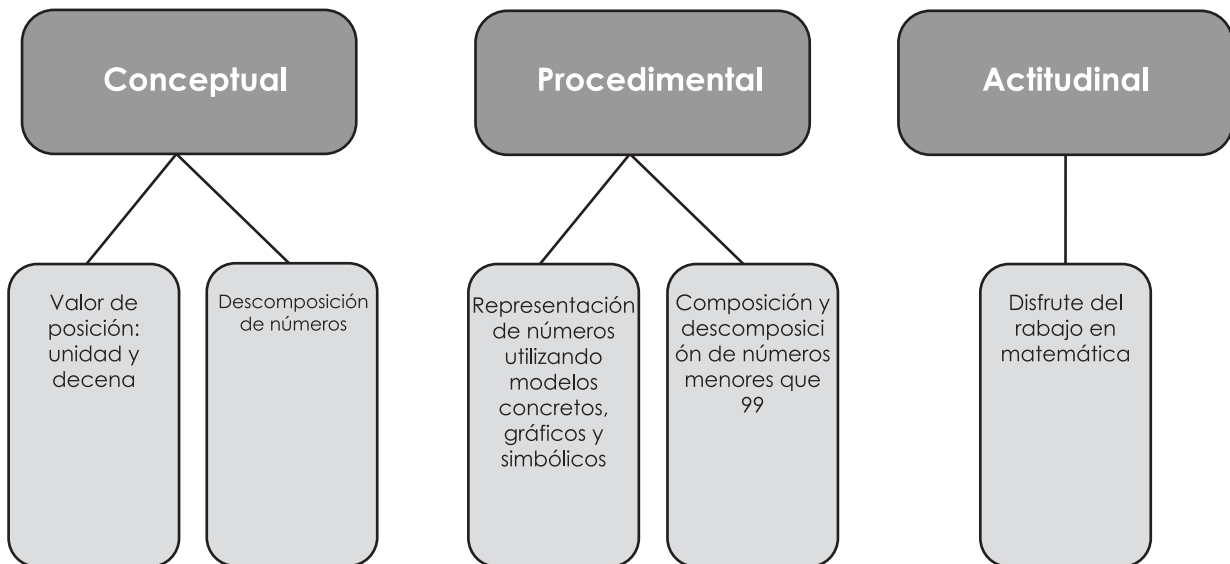 Conceptual
Procedimental
Actitudinal
Valor de
posición:
unidad y
decena
Descomposición
de números
Representación
de números
utilizando
modelos
concretos,
gráficos y
simbólicos
Composición y
descomposici
ón de números
menores que
99
Disfrute del
rabajo en
matemática